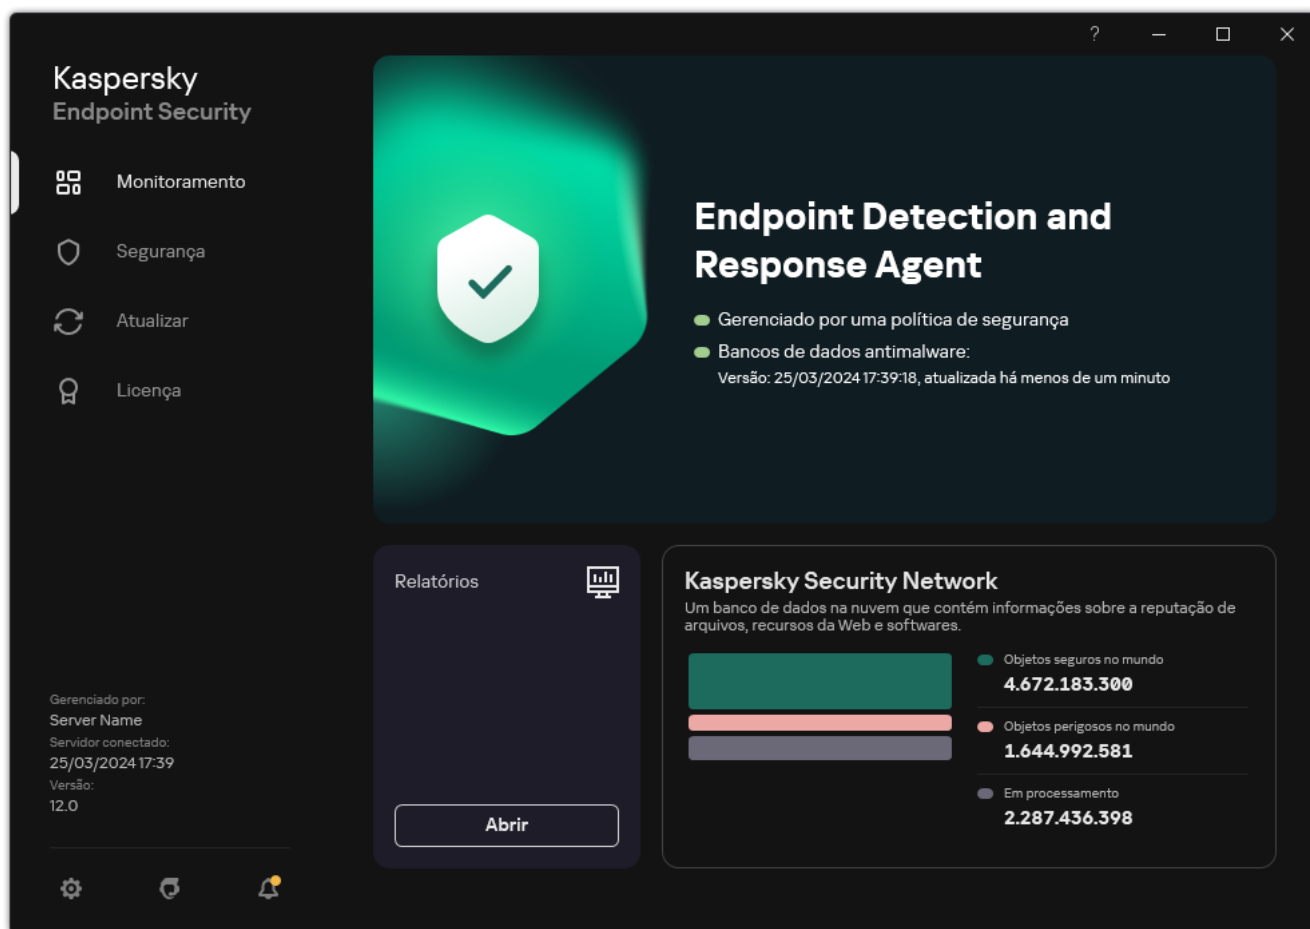 ?
Kaspersky
Endpoint Security
Monitoramento
Segurança
Atualizar
Licença
Gerenciado por:
Server Name
Servidor conectado:
25/03/2024 17:39
Versão:
12.0
Endpoint Detection and
Response Agent
Gerenciado por uma política de segurança
Bancos de dados antimalware:
Versão: 25/03/2024 17:39:18, atualizada há menos de um minuto
Relatórios
Abrir
Kaspersky Security Network
Um banco de dados na nuvem que contém informações sobre a reputação de
arquivos, recursos da Web e softwares.
Objetos seguros no mundo
4.672.183.300
Objetos perigosos no mundo
1.644.992.581
Em processamento
2.287.436.398